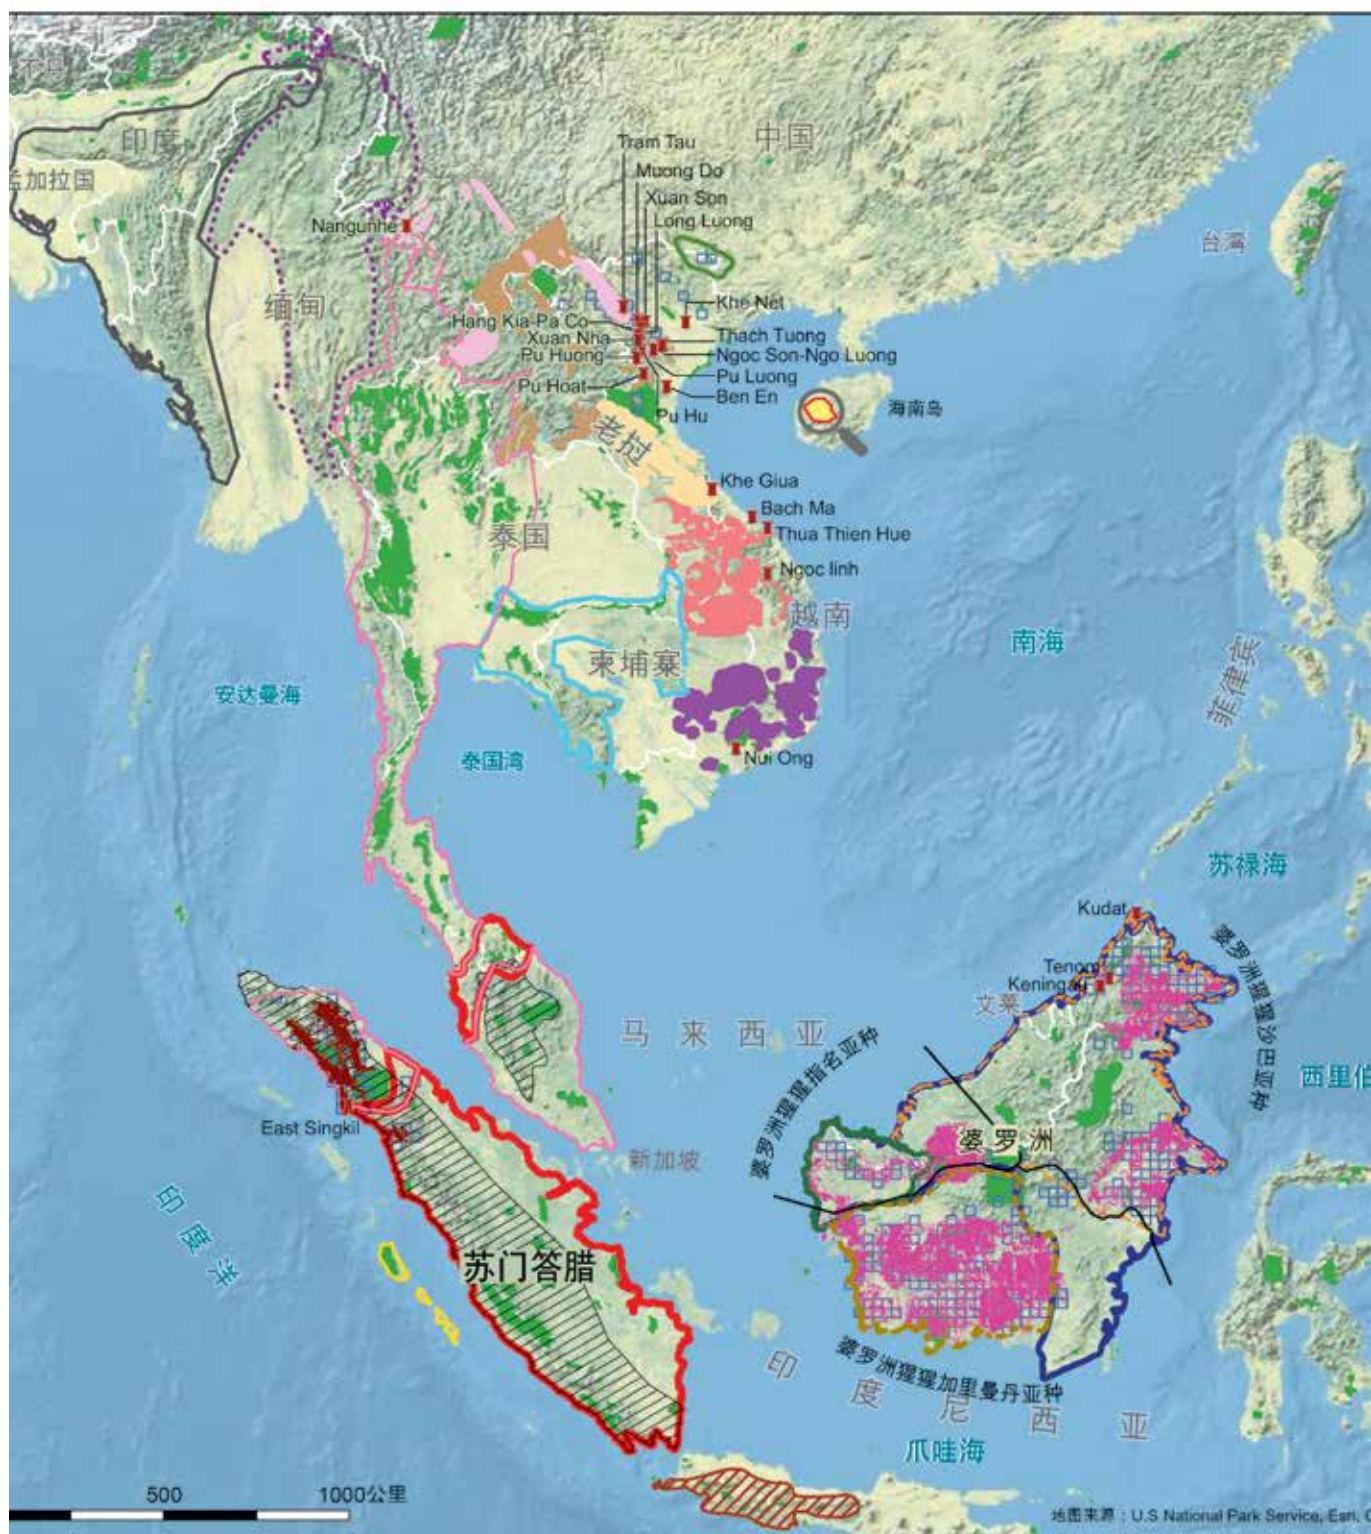 不丹
印度
中国
孟加拉国
Tram Tau
Muong Do
Xuan Son
Long Luong
Nangunhe
台湾
缅甸
Khe Net
Hang Kia-Pa Co
Xuan Nha
Pu Huong
Pu Hoat
Thach Tuong
Ngoc Son-Ngo Luong
Pu Luong
Ben En
Pu Hu
海南岛
老挝
Khe Giua
Bach Ma
Thua Thien Hue
泰国
Ngoc linh
越南
南海
柬埔寨
菲律宾
安达曼海
泰国湾
Nui Ong
苏禄海
Kudat
婆罗洲猩猩沙巴亚种
Tenom
Keningau
文莱
马来西亚
婆罗洲猩猩指名亚种
西里伯
East Singkil
婆罗洲
新加坡
印度洋
苏门答腊
婆罗洲猩猩加里曼丹亚种
印度尼西亚
爪哇海
500
1000公里
地图来源：U.S National Park Service, Esri,